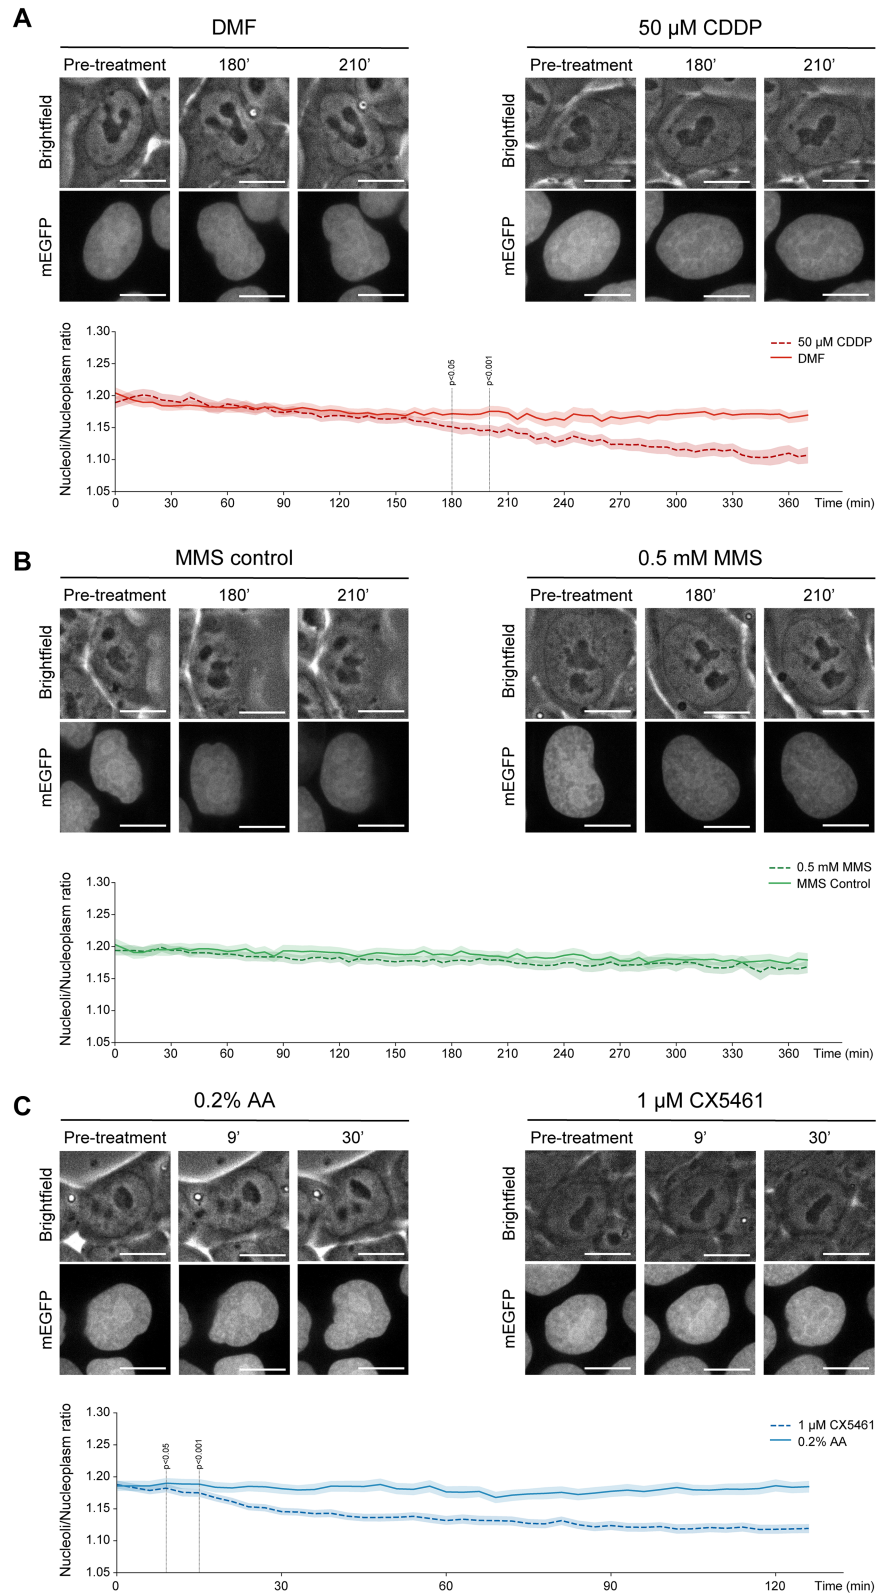 A
DMF
50 µM CDDP
Pre-treatment 180’ 210’
Pre-treatment 180’ 210’
Brightfield
Brightfield
mEGFP
mEGFP
Nucleoli/Nucleoplasm ratio
1.30
1.25
1.20
1.15
1.10
1.05
p<0.05
p<0.001
50 µM CDDP
DMF
0 30 60 90 120 150 180 210 240 270 300 330 360 Time (min)
B
MMS control
0.5 mM MMS
Pre-treatment 180’ 210’
Pre-treatment 180’ 210’
Brightfield
Brightfield
mEGFP
mEGFP
Nucleoli/Nucleoplasm ratio
1.30
1.25
1.20
1.15
1.10
1.05
0.5 mM MMS
MMS Control
0 30 60 90 120 150 180 210 240 270 300 330 360 Time (min)
C
0.2% AA
1 µM CX5461
Pre-treatment 9’ 30’
Pre-treatment 9’ 30’
Brightfield
Brightfield
mEGFP
mEGFP
Nucleoli/Nucleoplasm ratio
1.30
1.25
1.20
1.15
1.10
1.05
p<0.05
p<0.001
1 µM CX5461
0.2% AA
0 30 60 90 120 Time (min)